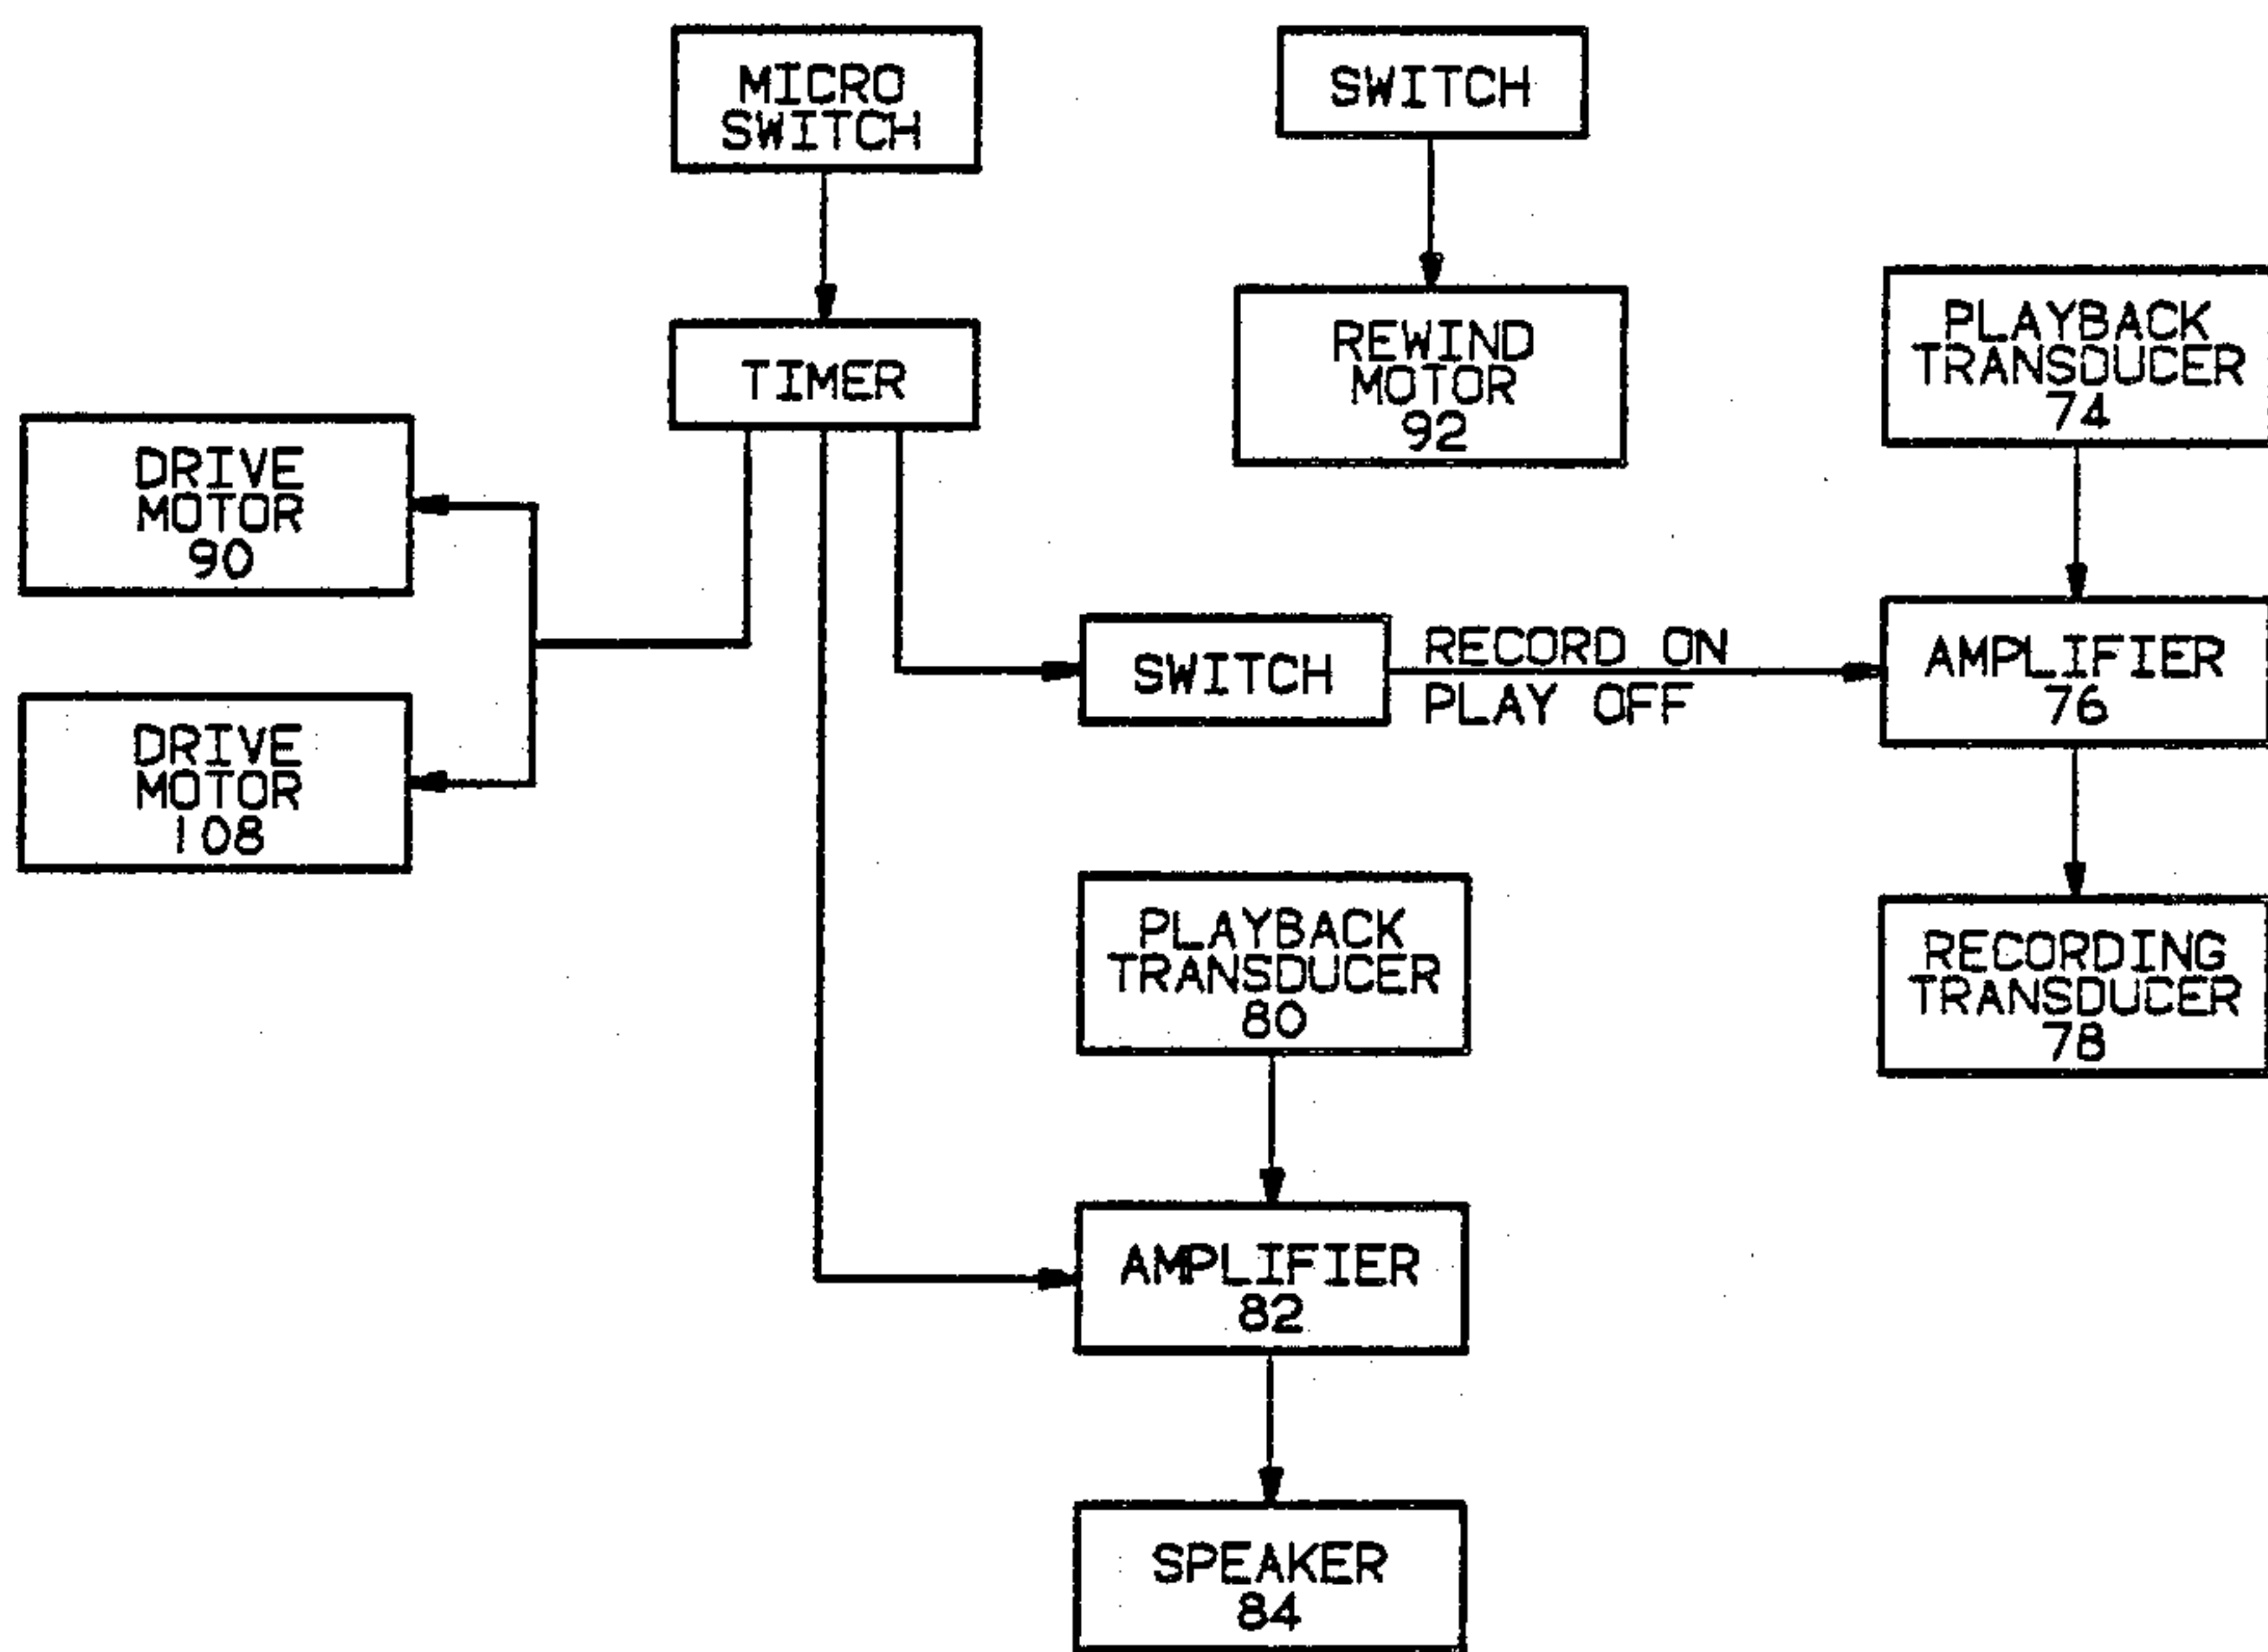 MICRO
SWITCH
SWITCH
TIMER
REWIND
MOTOR
92
PLAYBACK
TRANSDUCER
74
DRIVE
MOTOR
90
SWITCH
RECORD ON
PLAY OFF
AMPLIFIER
76
DRIVE
MOTOR
108
PLAYBACK
TRANSDUCER
80
RECORDING
TRANSDUCER
78
AMPLIFIER
82
SPEAKER
84